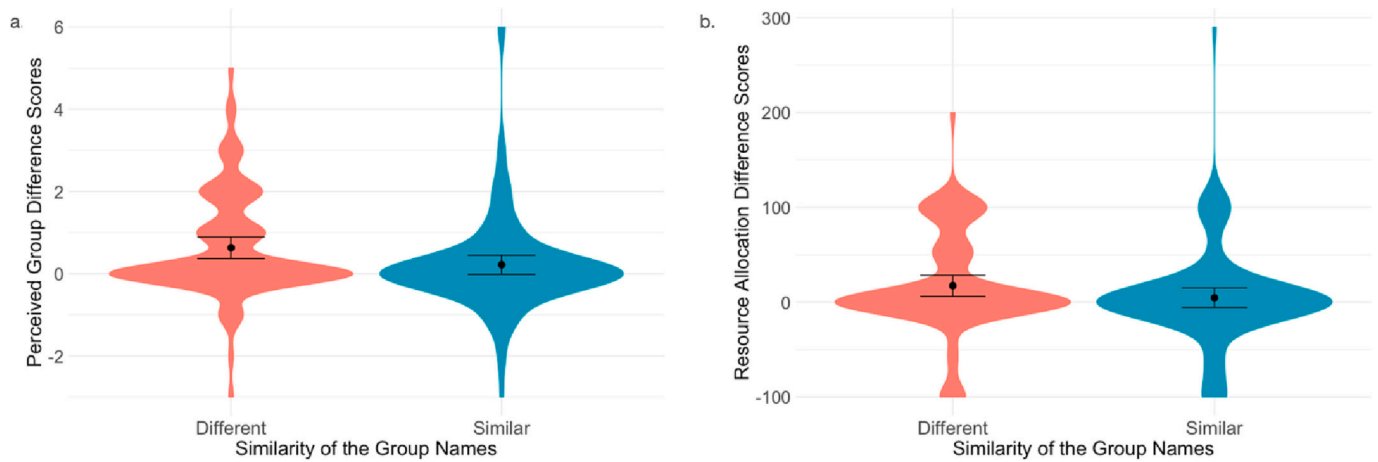 a.
Perceived Group Difference Scores
6
4
2
0
-2
Different
Similar
Similarity of the Group Names
b.
Resource Allocation Difference Scores
300
200
100
0
-100
Different
Similar
Similarity of the Group Names